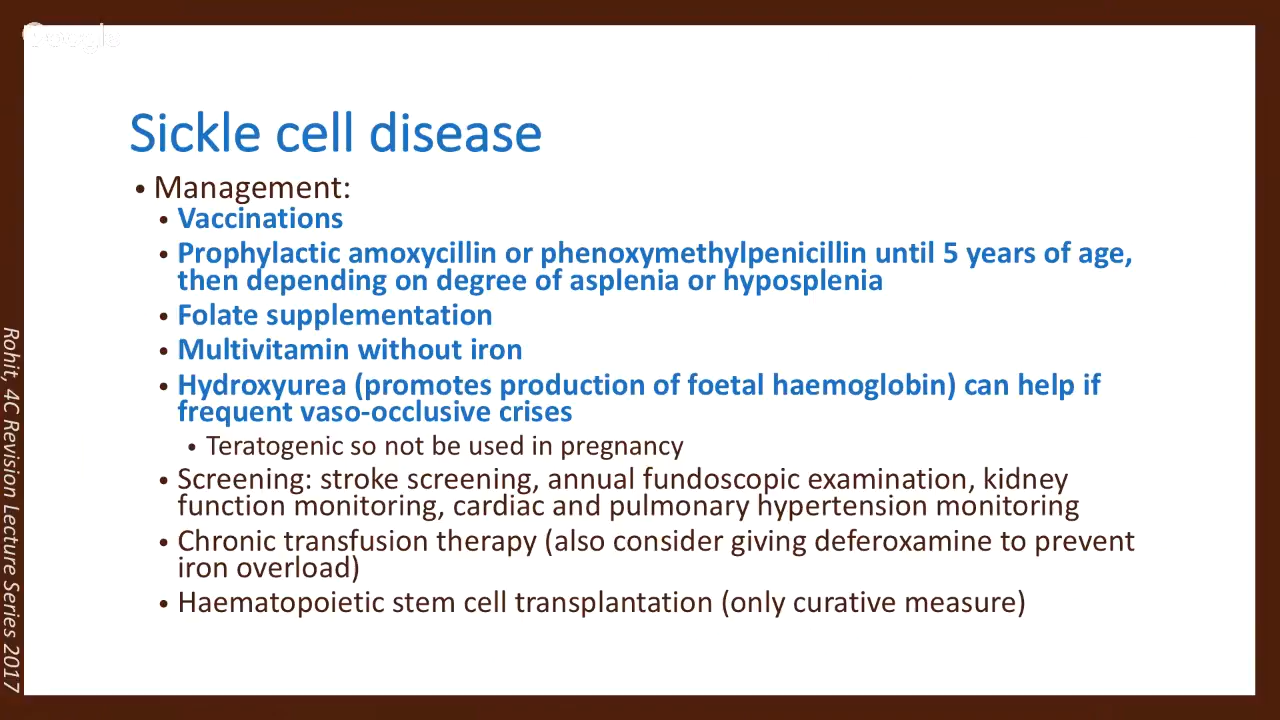 Google
Sickle cell disease
• Management:
• Vaccinations
• Prophylactic amoxycillin or phenoxymethylpenicillin until 5 years of age,
then depending on degree of asplenia or hyposplenia
• Folate supplementation
• Multivitamin without iron
• Hydroxyurea (promotes production of foetal haemoglobin) can help if
frequent vaso-occlusive crises
• Teratogenic so not be used in pregnancy
• Screening: stroke screening, annual fundoscopic examination, kidney
function monitoring, cardiac and pulmonary hypertension monitoring
• Chronic transfusion therapy (also consider giving deferoxamine to prevent
iron overload)
• Haematopoietic stem cell transplantation (only curative measure)
Rohit, 4C Revision Lecture Series 2017